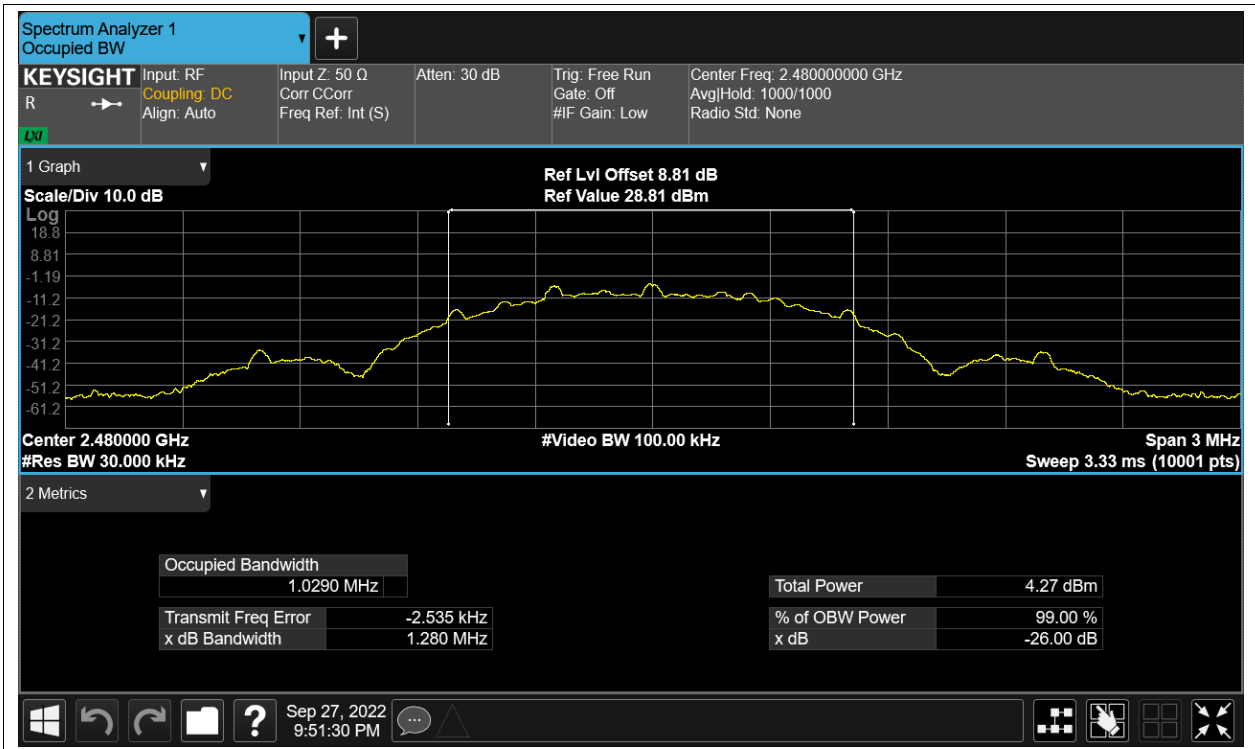 Spectrum Analyzer 1
Occupied BW
KEYSIGHT
R
LXI
Input: RF
Coupling: DC
Align: Auto
Input Z: 50 Ω
Corr CCorr
Freq Ref: Int (S)
Atten: 30 dB
Trig: Free Run
Gate: Off
#IF Gain: Low
Center Freq: 2.480000000 GHz
Avg|Hold: 1000/1000
Radio Std: None
1 Graph
Scale/Div 10.0 dB
Ref Lvl Offset 8.81 dB
Ref Value 28.81 dBm
Log
18.8
8.81
-1.19
-11.2
-21.2
-31.2
-41.2
-51.2
-61.2
Center 2.480000 GHz
#Video BW 100.00 kHz
Span 3 MHz
#Res BW 30.000 kHz
Sweep 3.33 ms (10001 pts)
2 Metrics
Occupied Bandwidth
1.0290 MHz
Total Power 4.27 dBm
Transmit Freq Error -2.535 kHz
% of OBW Power 99.00 %
x dB Bandwidth 1.280 MHz
x dB -26.00 dB
?
Sep 27, 2022
9:51:30 PM